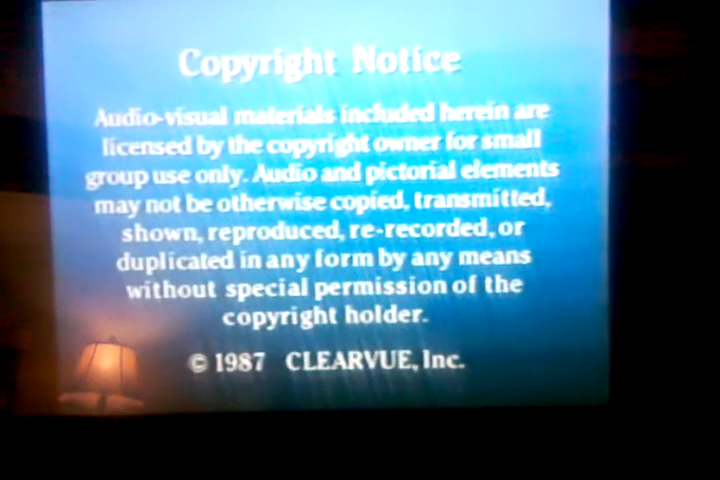 Copyright Notice
Audio-visual materials included herein are
licensed by the copyright owner for small
group use only. Audio and pictorial elements
may not be otherwise copied, transmitted,
shown, reproduced, re-recorded, or
duplicated in any form by any means
without special permission of the
copyright holder.
© 1987 CLEARVUE, Inc.